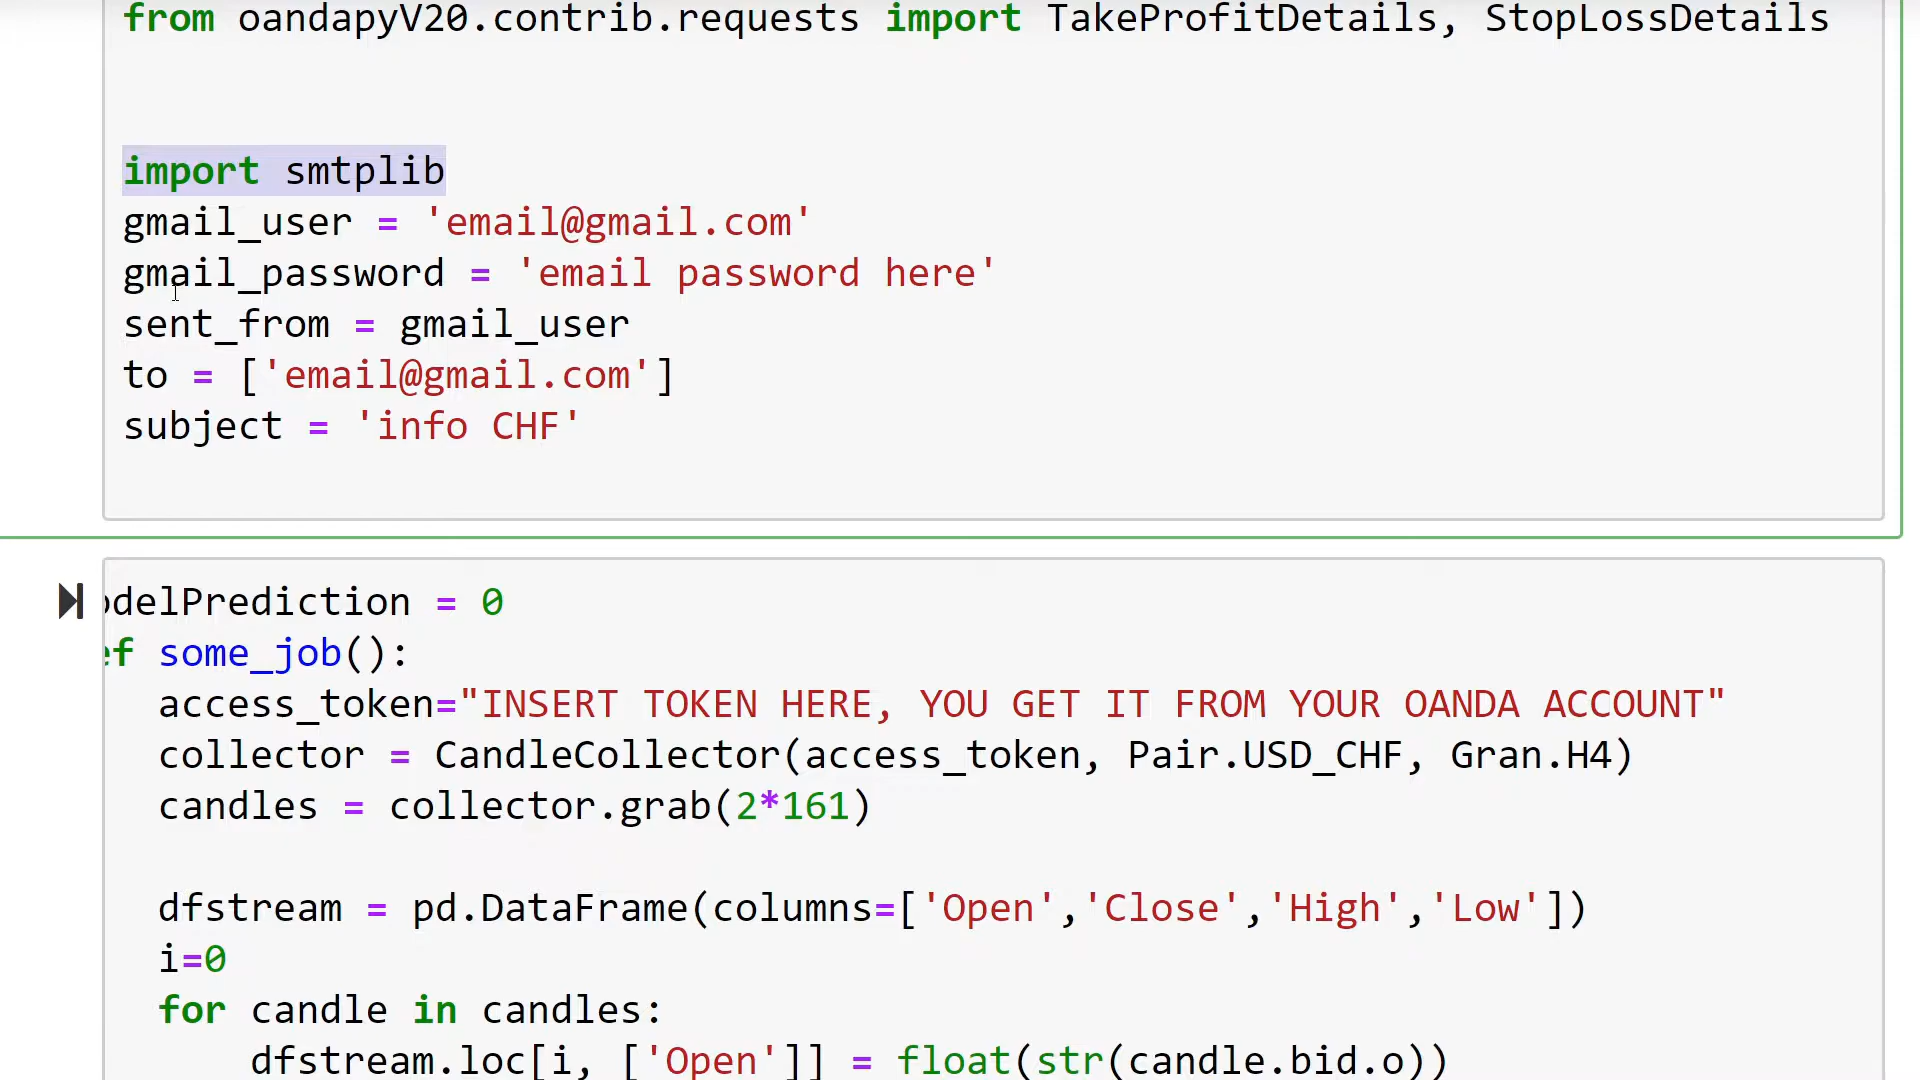 from oandapyV20.contrib.requests import TakeProfitDetails, StopLossDetails
import smtplib
gmail_user = 'email@gmail.com'
gmail_password = 'email password here'
sent_from = gmail_user
to = ['email@gmail.com']
subject = 'info CHF'
odelPrediction = 0
ef some_job():
access_token="INSERT TOKEN HERE, YOU GET IT FROM YOUR OANDA ACCOUNT"
collector = CandleCollector(access_token, Pair.USD_CHF, Gran.H4)
candles = collector.grab(2*161)
dfstream = pd.DataFrame(columns=['Open','Close','High','Low'])
i=0
for candle in candles:
dfstream.loc[i, ['Open']] = float(str(candle.bid.o))